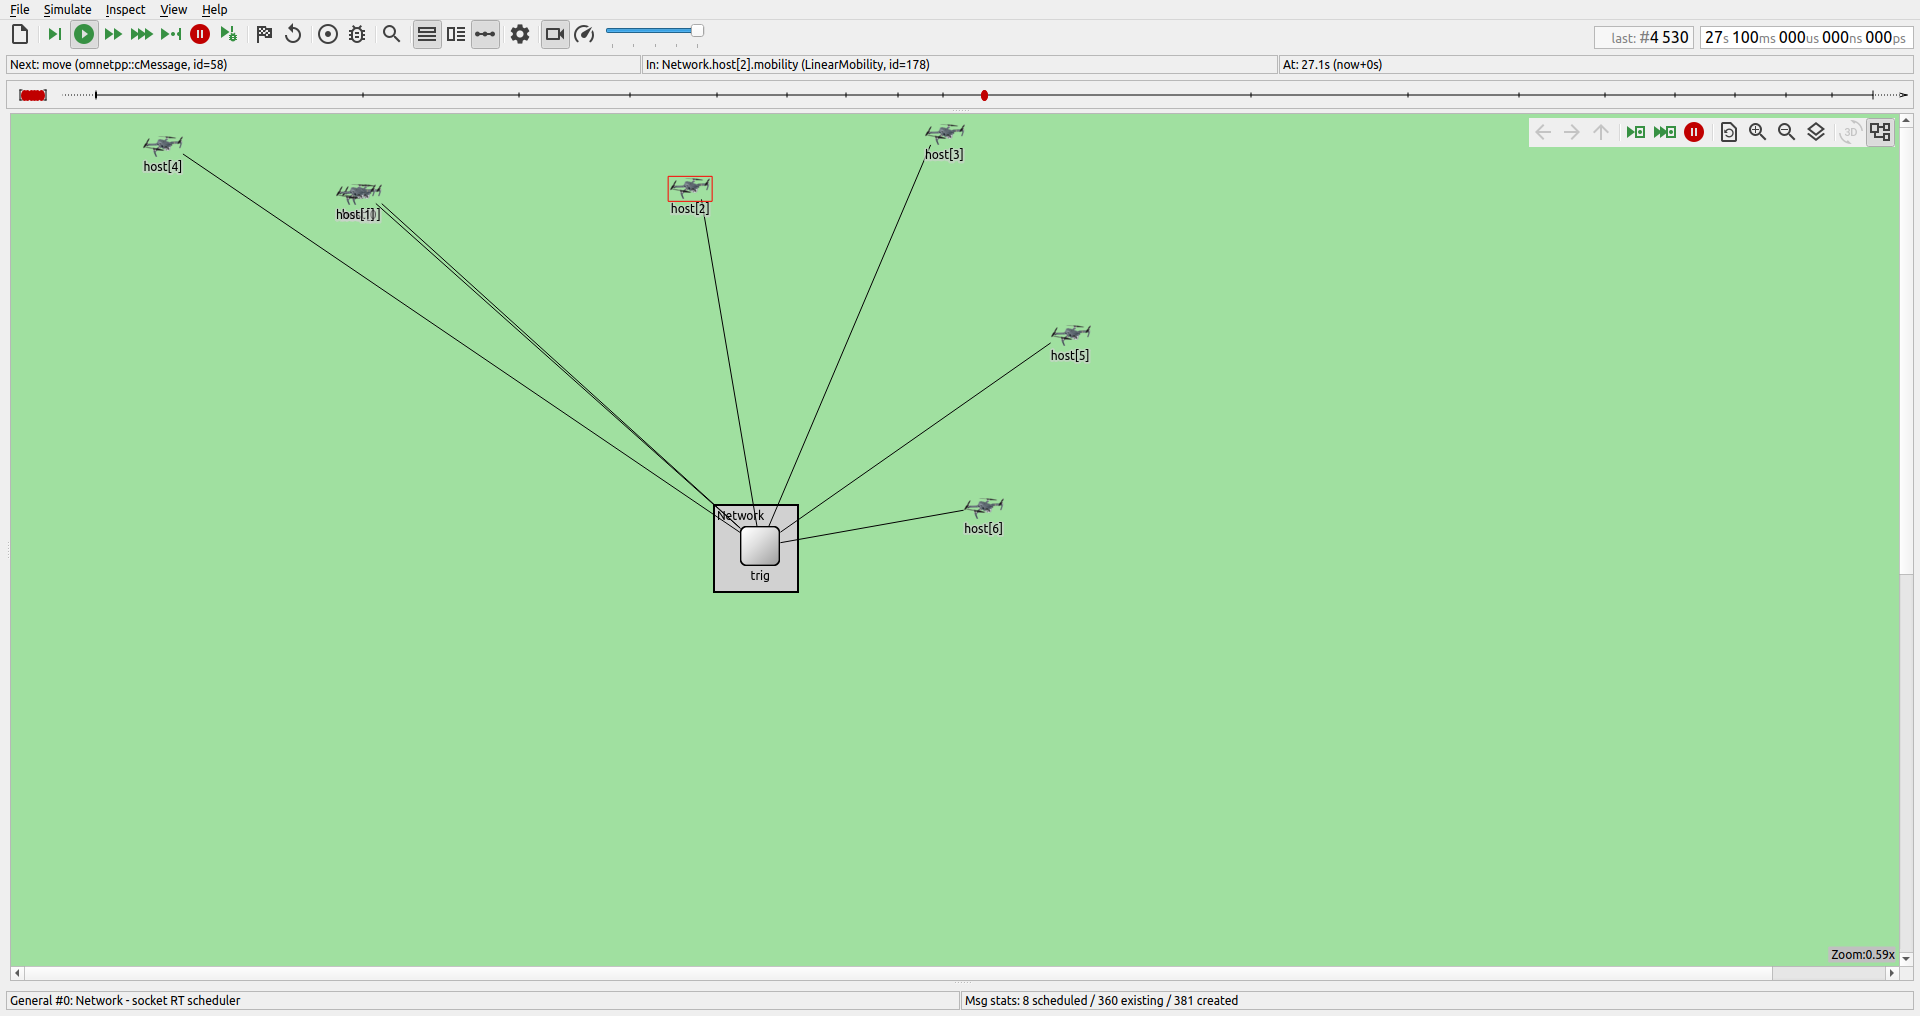 File Simulate Inspect View Help
last: #4 530 27s 100ms 000us 000ns 000ps
Next: move (omnetpp::cMessage, id=58) In: Network.host[2].mobility (LinearMobility, id=178) At: 27.1s (now+0s)
3D
host[4]
host[3]
host[1]
host[2]
host[5]
host[6]
Network
trig
Zoom:0.59x
General #0: Network - socket RT scheduler Msg stats: 8 scheduled / 360 existing / 381 created